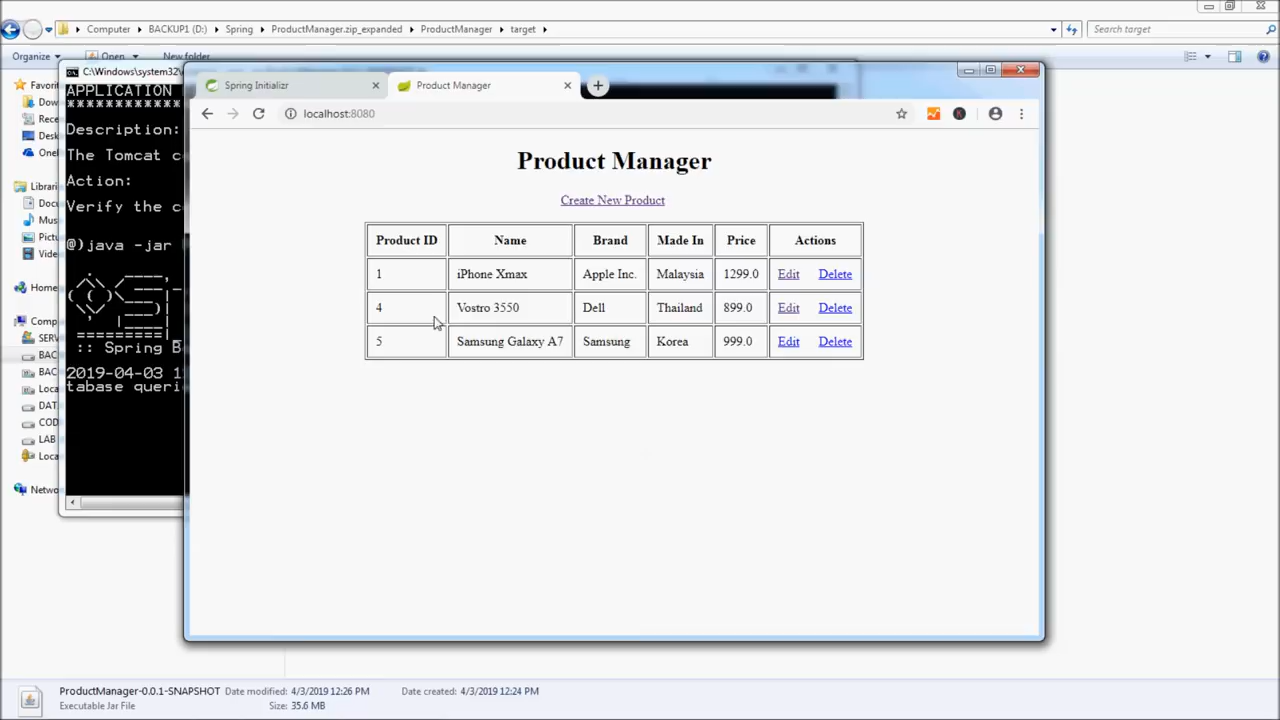 Computer
BACKUP1 (D:)
Spring
ProductManager.zip_expanded
ProductManager
target
Search target
Organize
Open
New folder
Favori
Dow
Rece
Desk
One
Librari
Docu
Mus
Pictu
Vide
Home
Comp
SERV
BAC
BAC
Loca
DAT
COD
LAB
Loca
Netwo
C:\Windows\system32\
APPLICATION
*************
Description:
The Tomcat c
Action:
Verify the c
@)java -jar
:: Spring B
2019-04-03 1
tabase queri
Spring Initializr
Product Manager
localhost:8080
Product Manager
Create New Product
Product ID Name Brand Made In Price Actions
1 iPhone Xmax Apple Inc. Malaysia 1299.0 Edit Delete
4 Vostro 3550 Dell Thailand 899.0 Edit Delete
5 Samsung Galaxy A7 Samsung Korea 999.0 Edit Delete
ProductManager-0.0.1-SNAPSHOT Date modified: 4/3/2019 12:26 PM Date created: 4/3/2019 12:24 PM
Executable Jar File Size: 35.6 MB